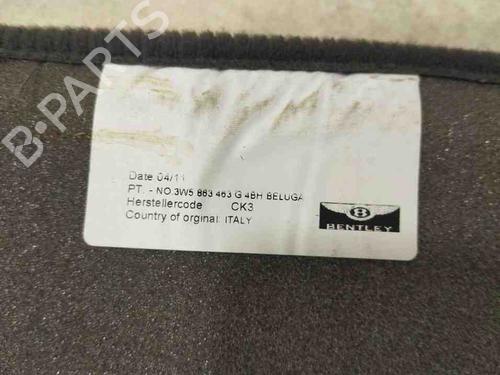 B-PARTS
Date 04/11
PT. - NO.3W5 863 463 G 4BH BELUGA
Herstellercode CK3
Country of orginal: ITALY
B
BENTLEY